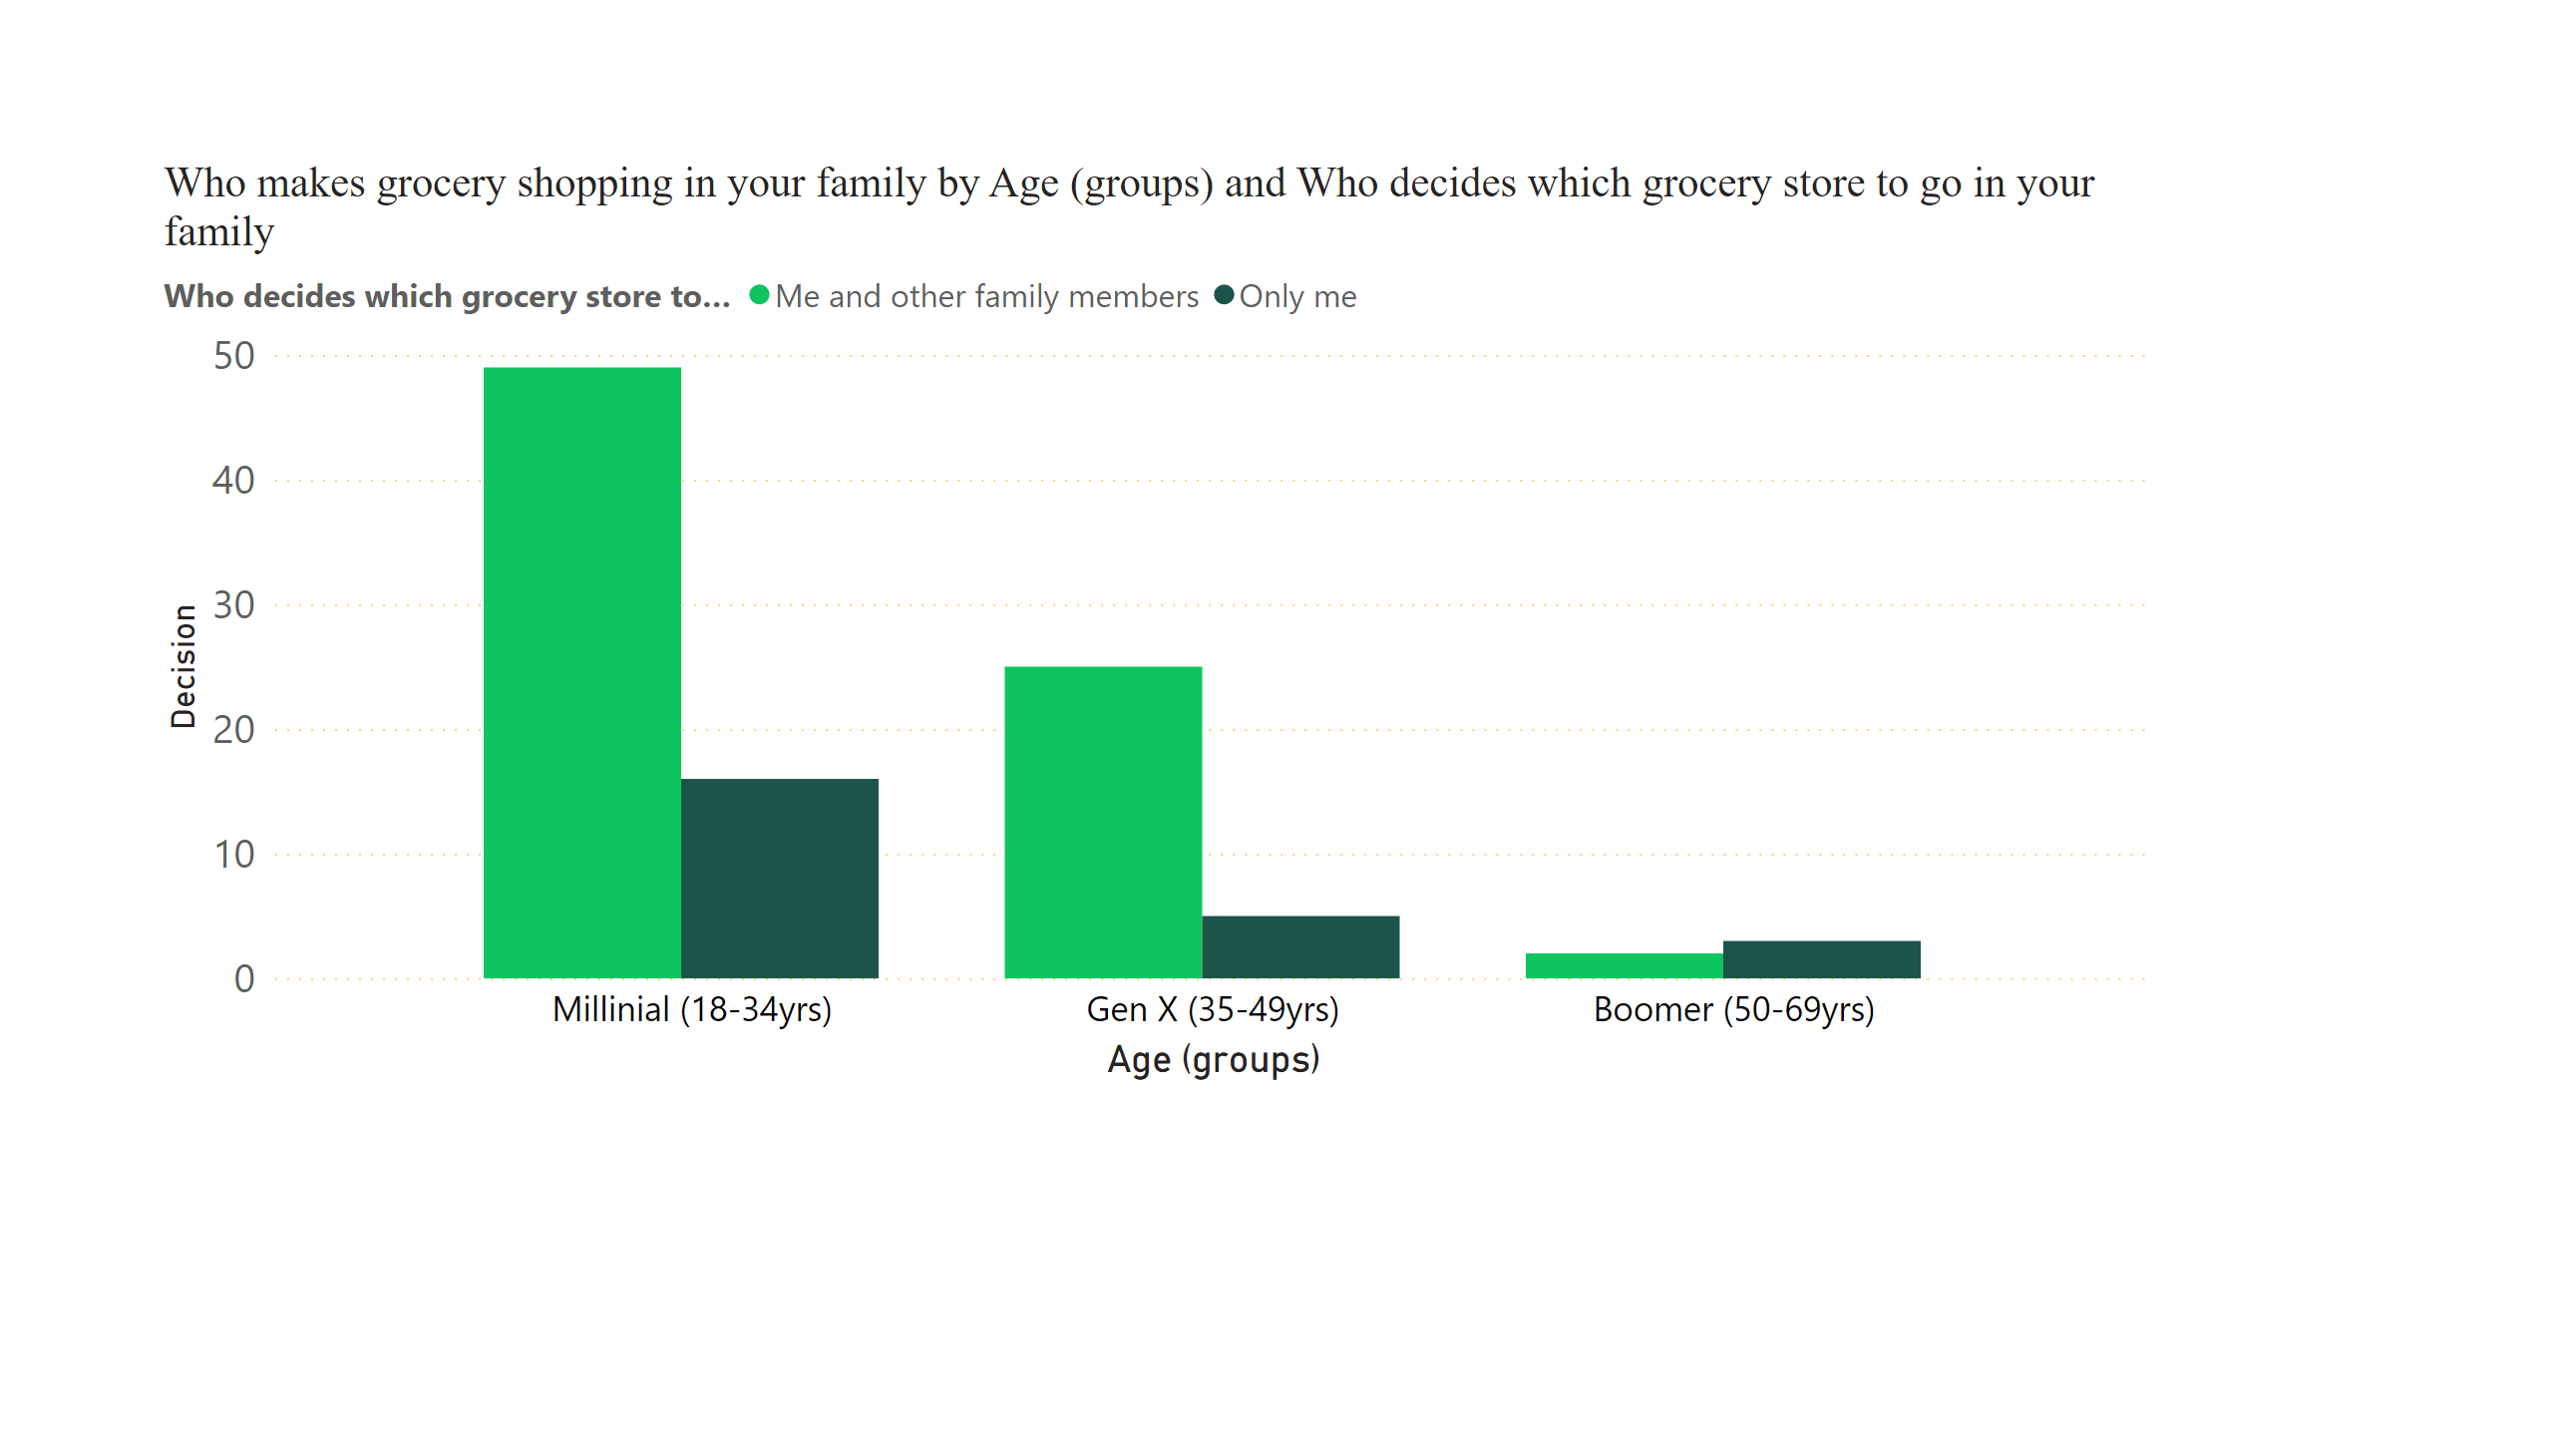 Who makes grocery shopping in your family by Age (groups) and Who decides which grocery store to go in your
family
Who decides which grocery store to... Me and other family members Only me
50
40
30
20
10
0
Decision
Millinial (18-34yrs) Gen X (35-49yrs) Boomer (50-69yrs)
Age (groups)